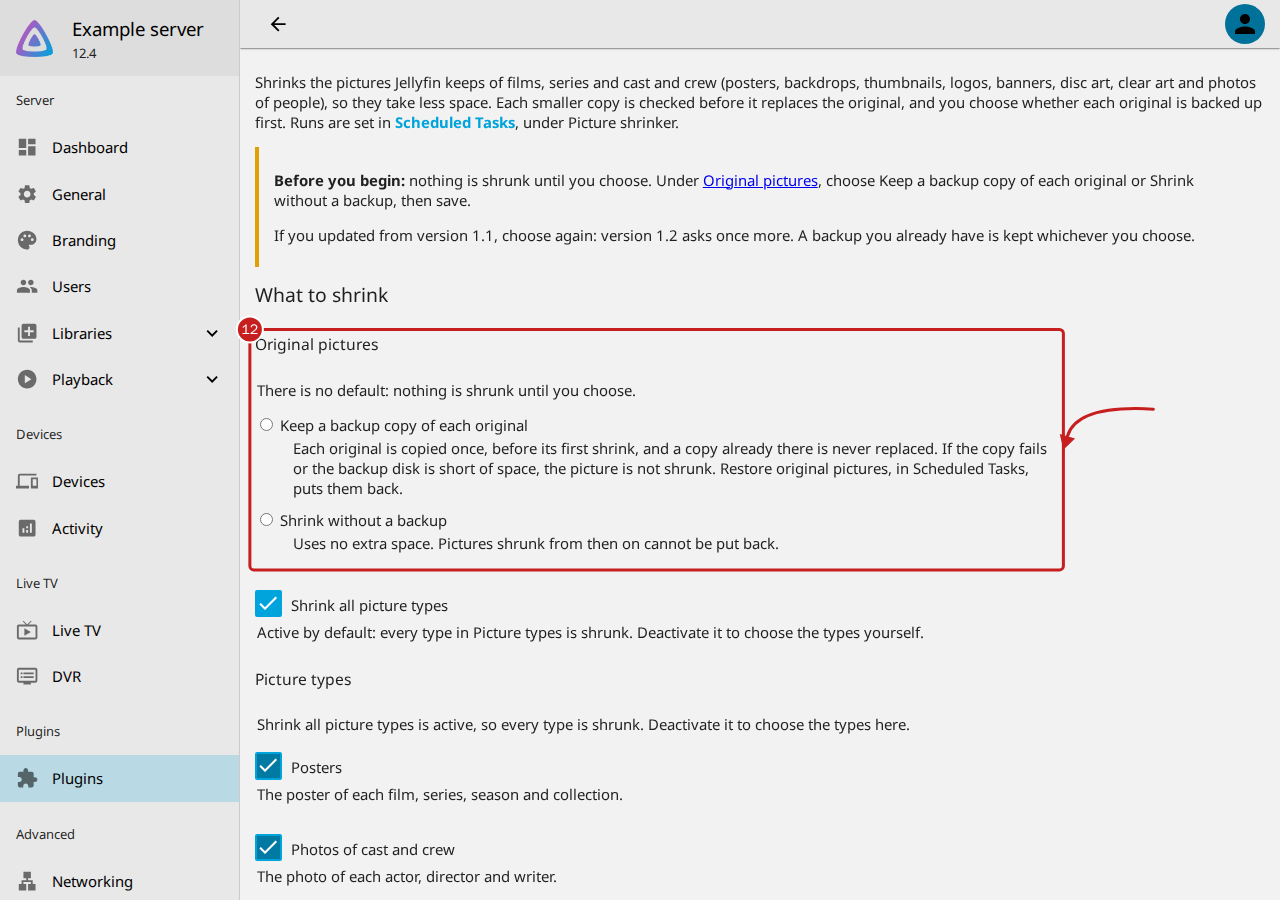 Example server
12.4
Server
Dashboard
General
Branding
Users
Libraries
Playback
Devices
Devices
Activity
Live TV
Live TV
DVR
Plugins
Plugins
Advanced
Networking
Shrinks the pictures Jellyfin keeps of films, series and cast and crew (posters, backdrops, thumbnails, logos, banners, disc art, clear art and photos
of people), so they take less space. Each smaller copy is checked before it replaces the original, and you choose whether each original is backed up
first. Runs are set in Scheduled Tasks, under Picture shrinker.
Before you begin: nothing is shrunk until you choose. Under Original pictures, choose Keep a backup copy of each original or Shrink
without a backup, then save.
If you updated from version 1.1, choose again: version 1.2 asks once more. A backup you already have is kept whichever you choose.
What to shrink
12
Original pictures
There is no default: nothing is shrunk until you choose.
Keep a backup copy of each original
Each original is copied once, before its first shrink, and a copy already there is never replaced. If the copy fails
or the backup disk is short of space, the picture is not shrunk. Restore original pictures, in Scheduled Tasks,
puts them back.
Shrink without a backup
Uses no extra space. Pictures shrunk from then on cannot be put back.
Shrink all picture types
Active by default: every type in Picture types is shrunk. Deactivate it to choose the types yourself.
Picture types
Shrink all picture types is active, so every type is shrunk. Deactivate it to choose the types here.
Posters
The poster of each film, series, season and collection.
Photos of cast and crew
The photo of each actor, director and writer.